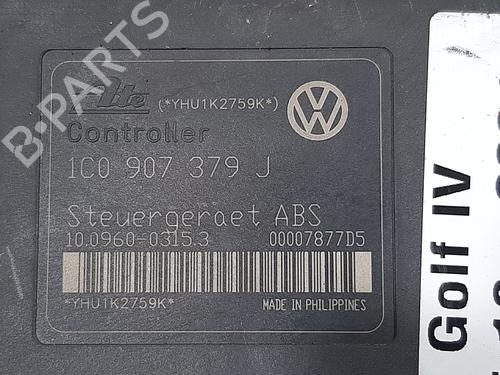 Ate (*YHU1K2759K*)
Controller
1C0 907 379 J
Steuergeraet ABS
10.0960-0315.3 00007877D5
*YHU1K2759K* MADE IN PHILIPPINES
Golf IV
B-PARTS